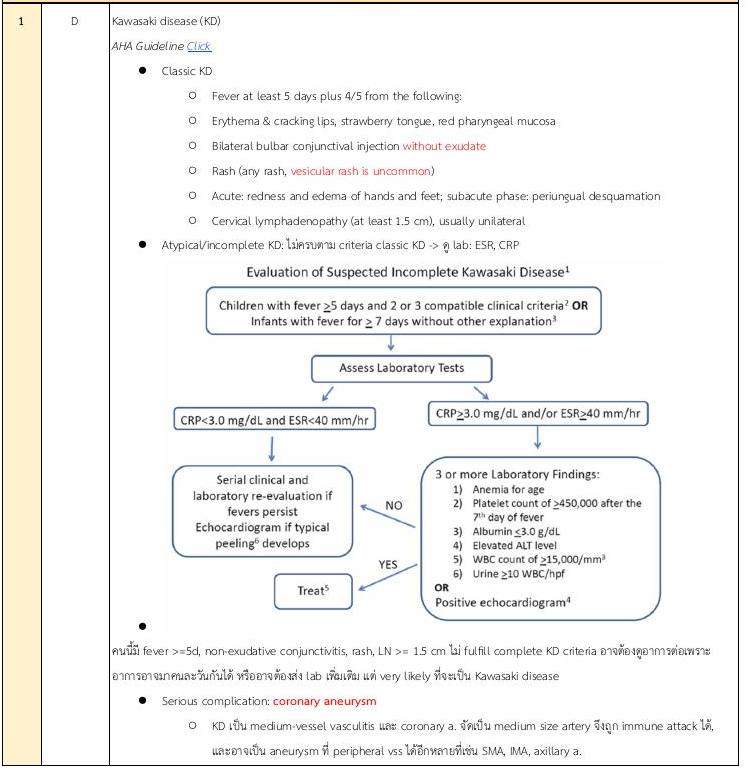 1
D
Kawasaki disease (KD)
AHA Guideline Click
● Classic KD
○ Fever at least 5 days plus 4/5 from the following:
○ Erythema & cracking lips, strawberry tongue, red pharyngeal mucosa
○ Bilateral bulbar conjunctival injection without exudate
○ Rash (any rash, vesicular rash is uncommon)
○ Acute: redness and edema of hands and feet; subacute phase: periungual desquamation
○ Cervical lymphadenopathy (at least 1.5 cm), usually unilateral
● Atypical/incomplete KD: ไม่ครบตาม criteria classic KD -> ดู lab: ESR, CRP
Evaluation of Suspected Incomplete Kawasaki Disease¹
Children with fever ≥5 days and 2 or 3 compatible clinical criteria² OR
Infants with fever for ≥ 7 days without other explanation³
Assess Laboratory Tests
CRP<3.0 mg/dL and ESR<40 mm/hr
CRP≥3.0 mg/dL and/or ESR≥40 mm/hr
Serial clinical and
laboratory re-evaluation if
fevers persist
Echocardiogram if typical
peeling⁶ develops
NO
YES
Treat⁵
3 or more Laboratory Findings:
1) Anemia for age
2) Platelet count of ≥450,000 after the
7th day of fever
3) Albumin ≤3.0 g/dL
4) Elevated ALT level
5) WBC count of ≥15,000/mm³
6) Urine ≥10 WBC/hpf
OR
Positive echocardiogram⁴
●
คนนี้มี fever >=5d, non-exudative conjunctivitis, rash, LN >= 1.5 cm ไม่ fulfill complete KD criteria อาจต้องดูอาการต่อเพราะ
อาการอาจมาคนละวันกันได้ หรืออาจต้องส่ง lab เพิ่มเติม แต่ very likely ที่จะเป็น Kawasaki disease
● Serious complication: coronary aneurysm
○ KD เป็น medium-vessel vasculitis และ coronary a. จัดเป็น medium size artery จึงถูก immune attack ได้,
และอาจเป็น aneurysm ที่ peripheral vss ได้อีกหลายที่เช่น SMA, IMA, axillary a.